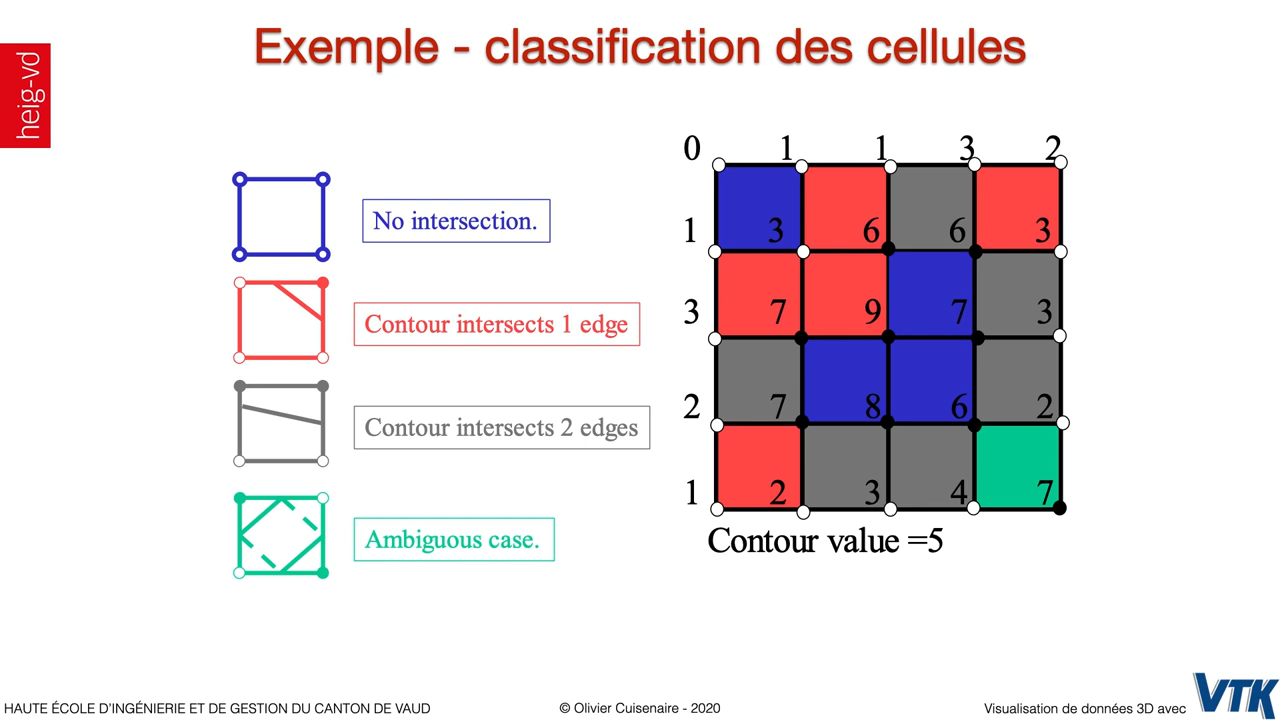 Exemple - classification des cellules
heig-vd
0 1 1 3 2
No intersection.
1 3 6 6 3
Contour intersects 1 edge
3 7 9 7 3
Contour intersects 2 edges
2 7 8 6 2
1 2 3 4 7
Ambiguous case.
Contour value =5
HAUTE ÉCOLE D'INGÉNIERIE ET DE GESTION DU CANTON DE VAUD
© Olivier Cuisenaire - 2020
Visualisation de données 3D avec
VTK